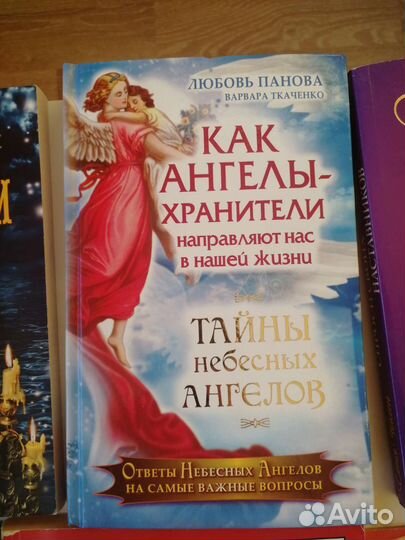 ЛЮБОВЬ ПАНОВА
ВАРВАРА ТКАЧЕНКО
КАК
АНГЕЛЫ-
ХРАНИТЕЛИ
направляют нас
в нашей жизни
ТАЙНЫ
небесных
АНГЕЛОВ
ОТВЕТЫ НЕБЕСНЫХ АНГЕЛОВ
НА САМЫЕ ВАЖНЫЕ ВОПРОСЫ
НАСТАВНИКОВ
Avito